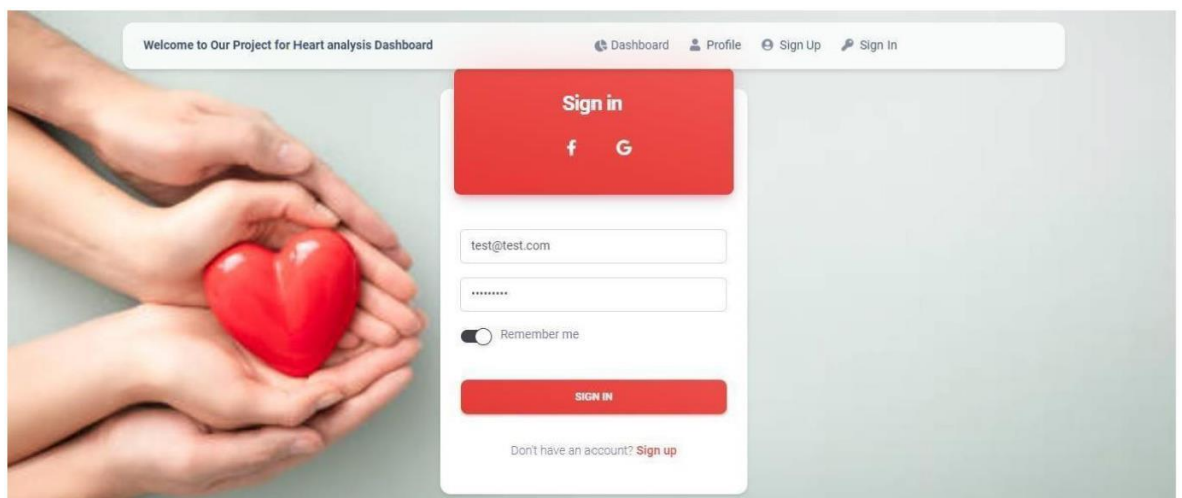 Welcome to Our Project for Heart analysis Dashboard Dashboard Profile Sign Up Sign In
Sign in
f G
test@test.com
•••••••••
Remember me
SIGN IN
Don't have an account? Sign up